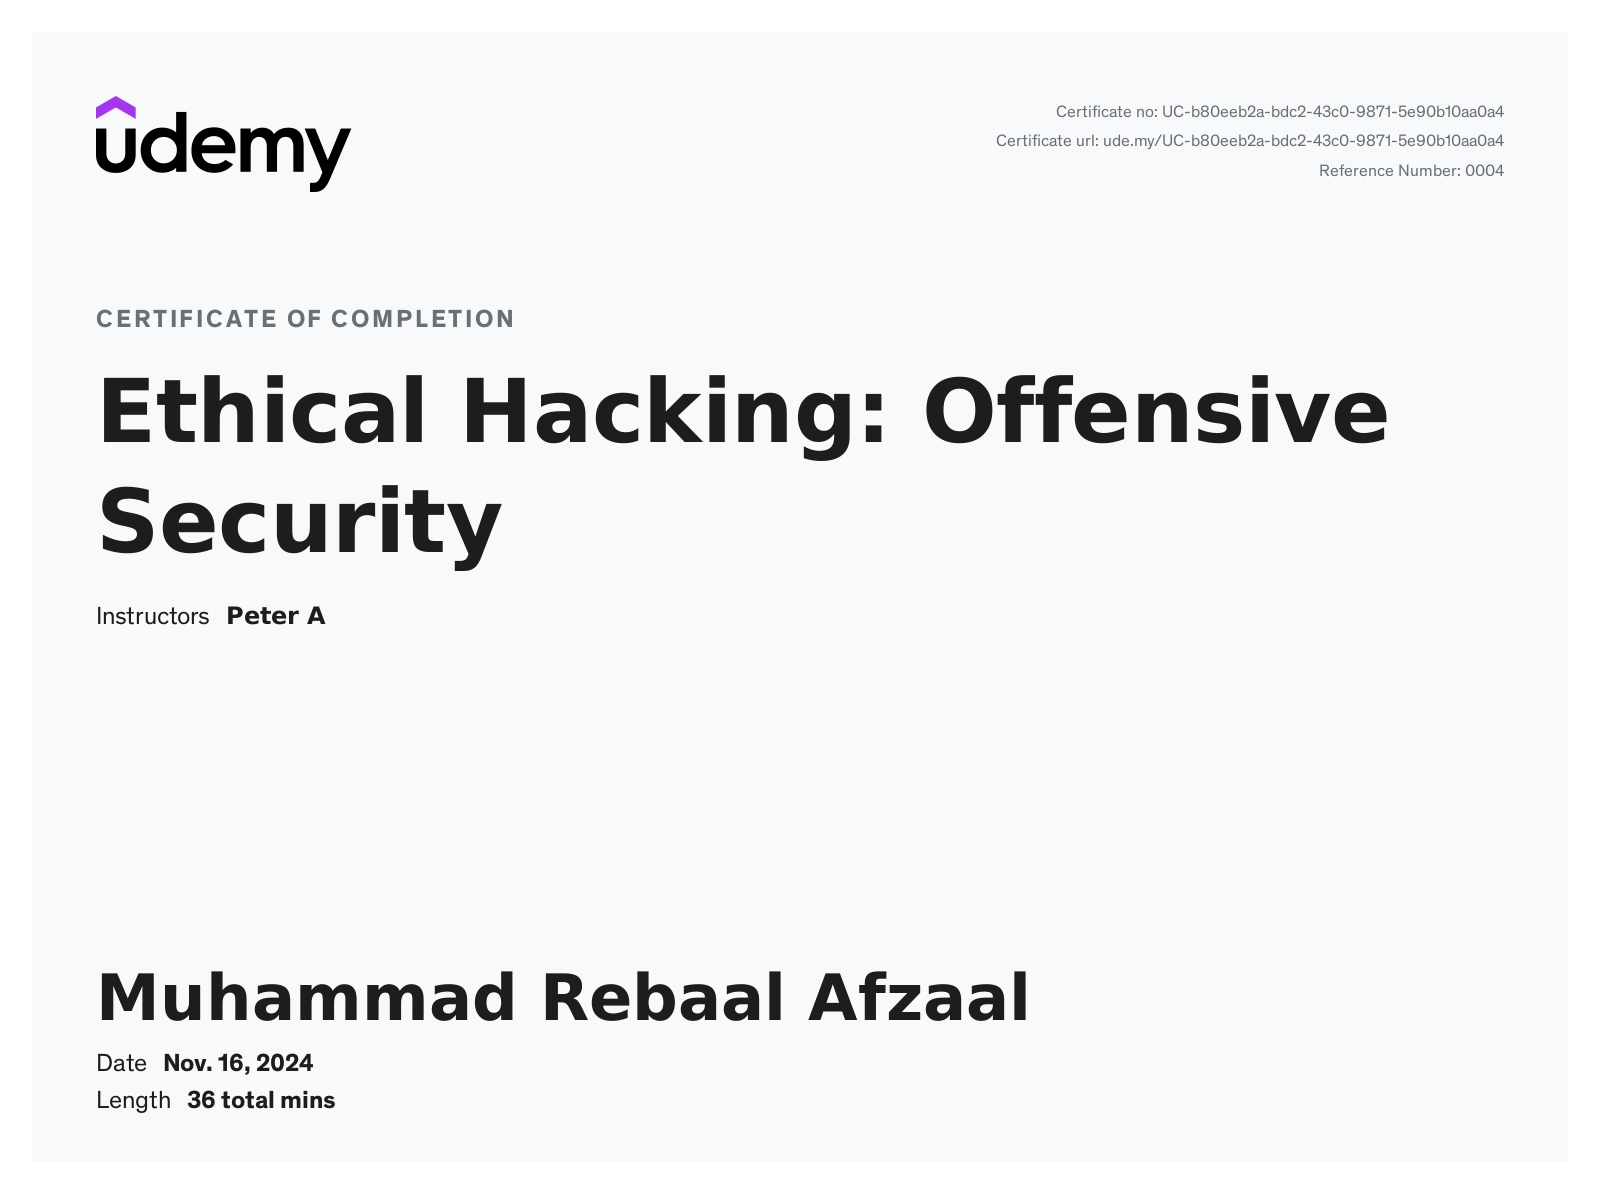 udemy
Certificate no: UC-b80eeb2a-bdc2-43c0-9871-5e90b10aa0a4
Certificate url: ude.my/UC-b80eeb2a-bdc2-43c0-9871-5e90b10aa0a4
Reference Number: 0004
CERTIFICATE OF COMPLETION
Ethical Hacking: Offensive
Security
Instructors Peter A
Muhammad Rebaal Afzaal
Date Nov. 16, 2024
Length 36 total mins